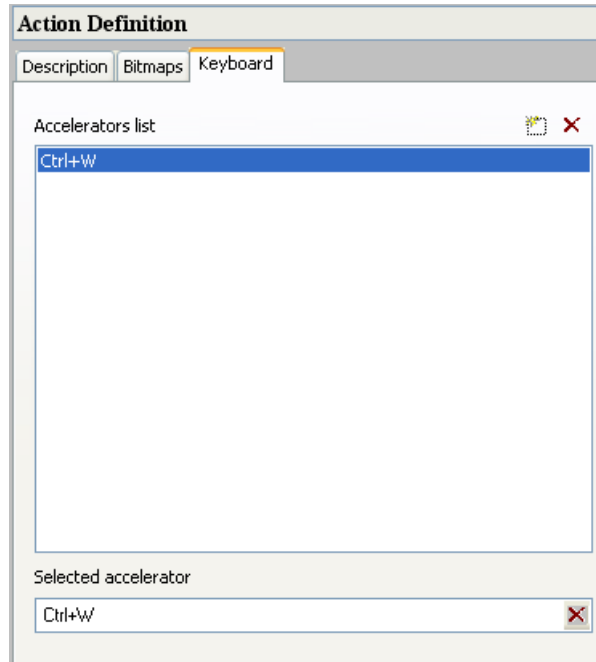 Action Definition
Description Bitmaps Keyboard
Accelerators list
Ctrl+W
Selected accelerator
Ctrl+W